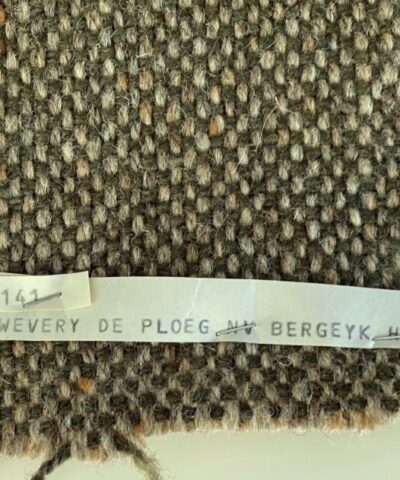 141
WEVERY DE PLOEG NV BERGEYK H